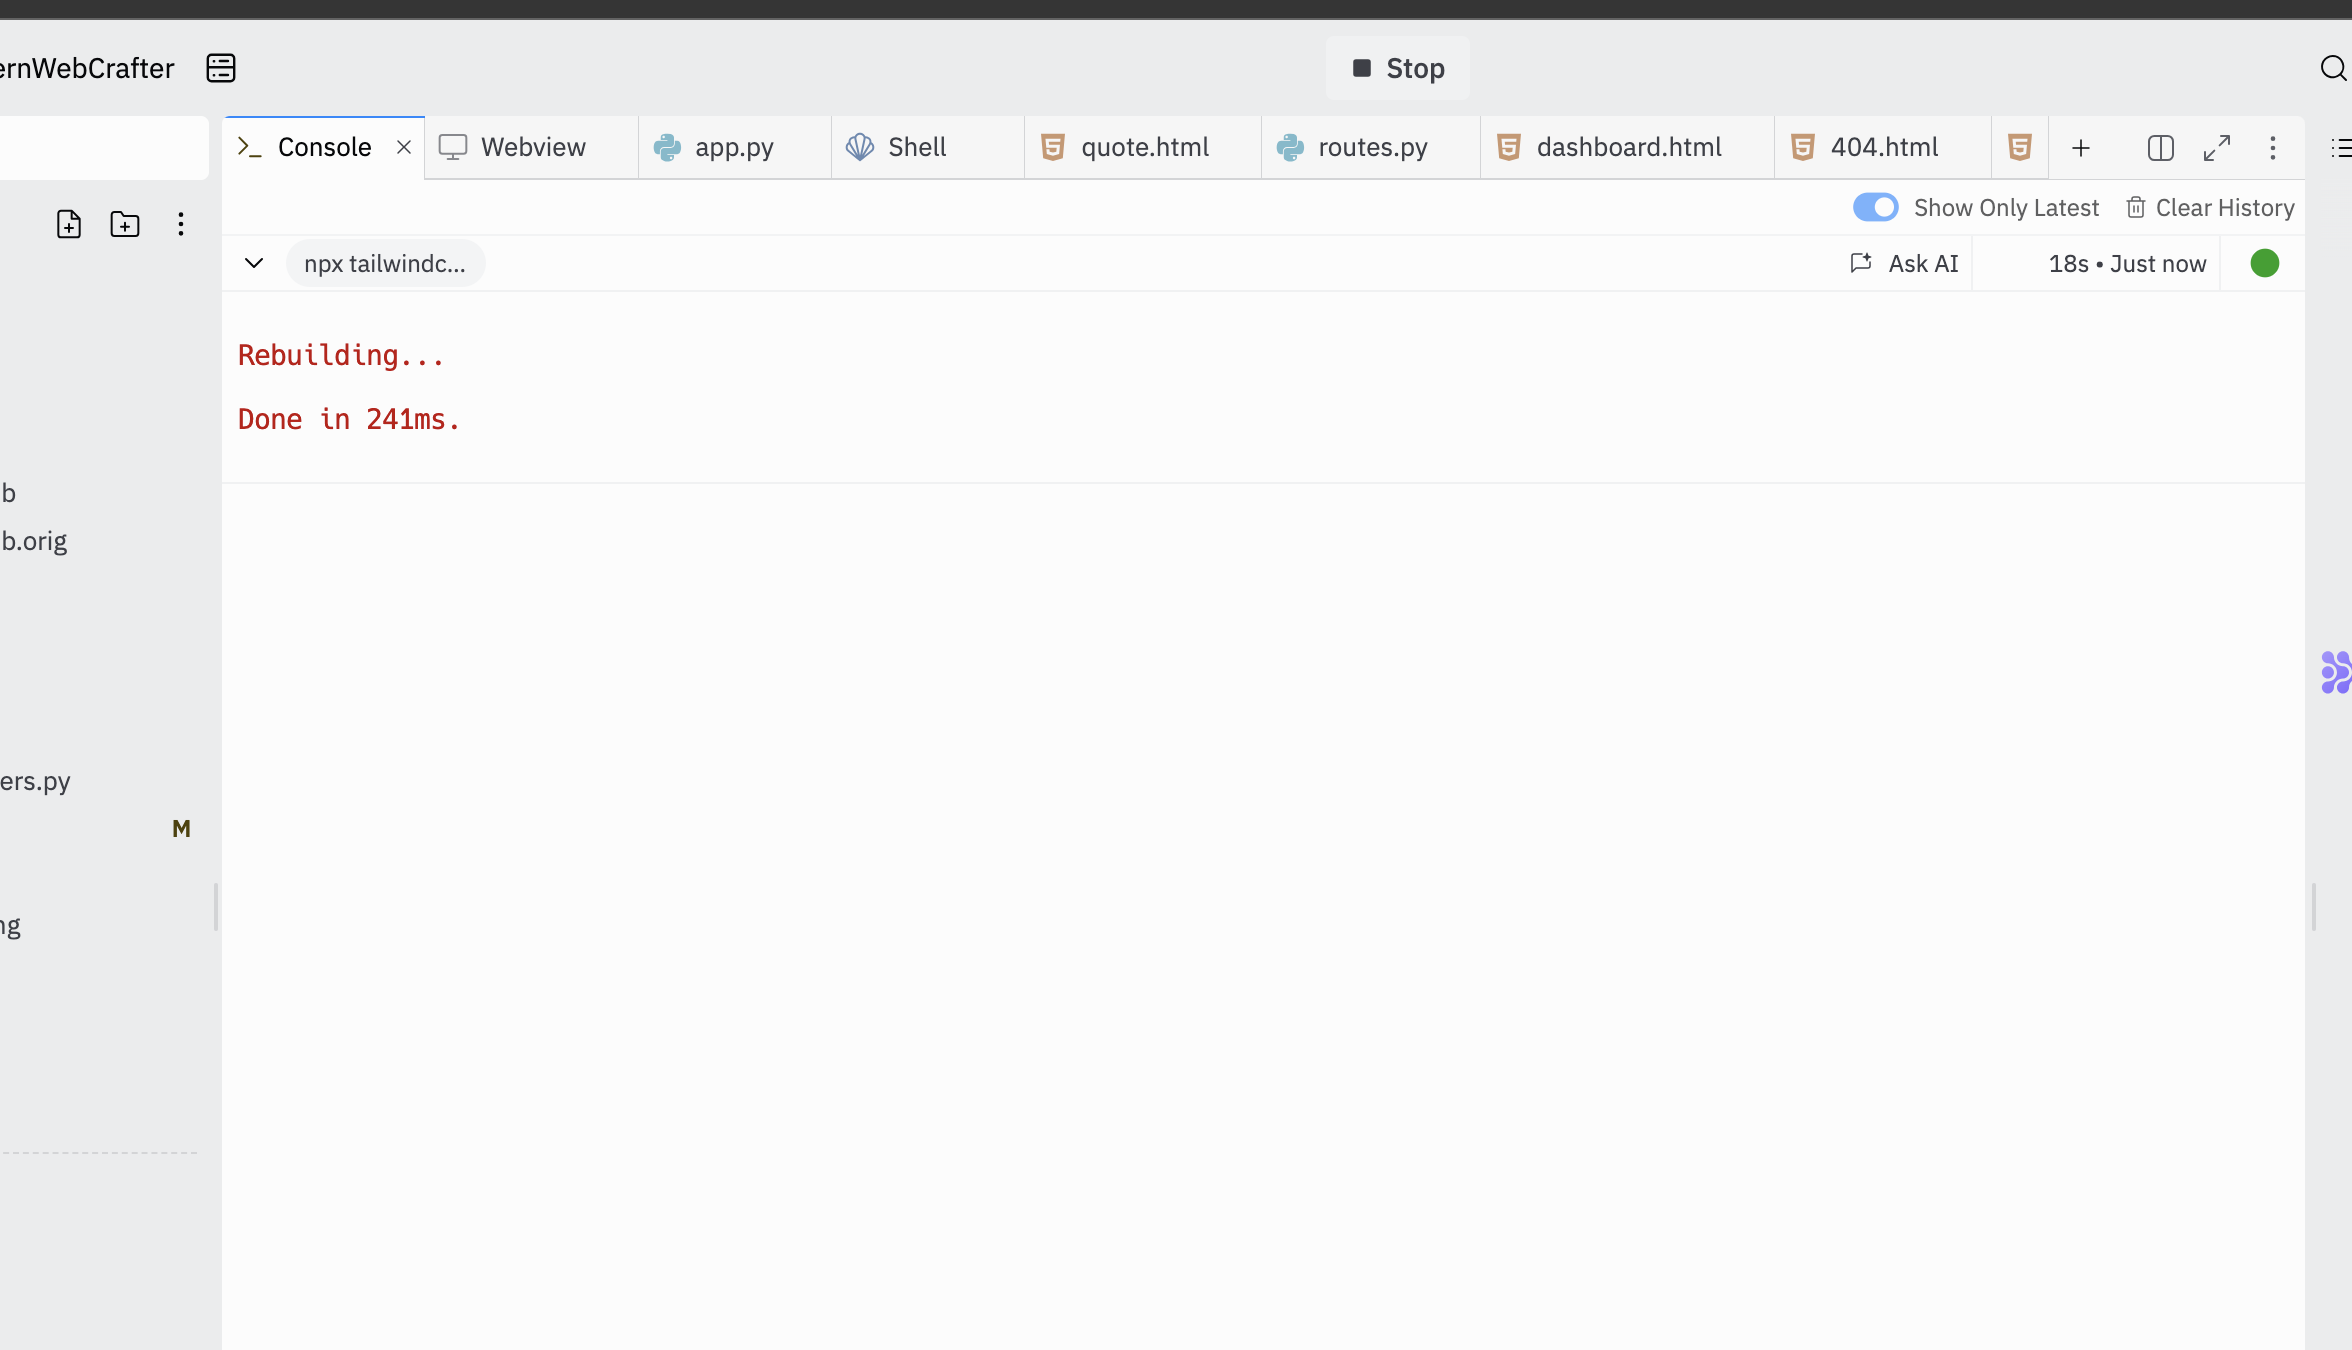 ernWebCrafter
Stop
Console
Webview
app.py
Shell
quote.html
routes.py
dashboard.html
404.html
Show Only Latest
Clear History
npx tailwindc...
Ask AI
18s • Just now
Rebuilding...
Done in 241ms.
b
b.orig
ers.py
M
ng